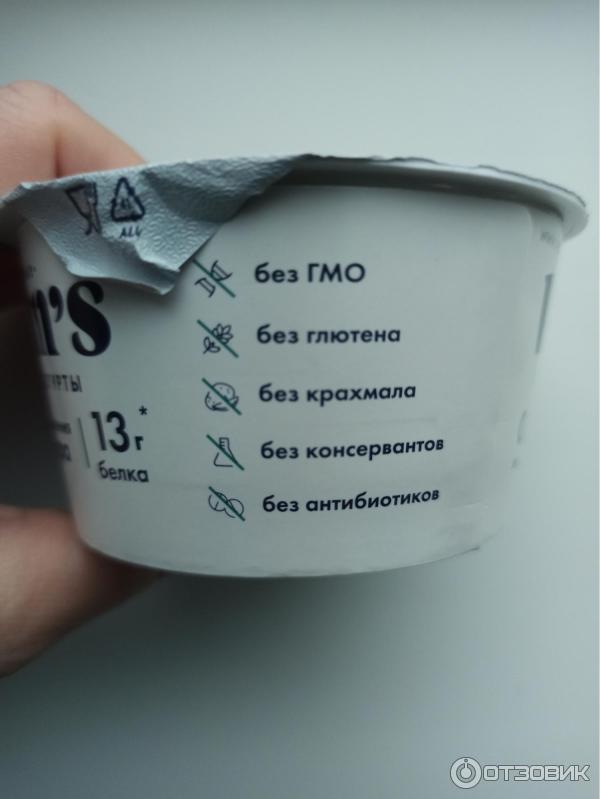 ALU
'S
13 г*
белка
без ГМО
без глютена
без крахмала
без консервантов
без антибиотиков
ОТЗОВИК